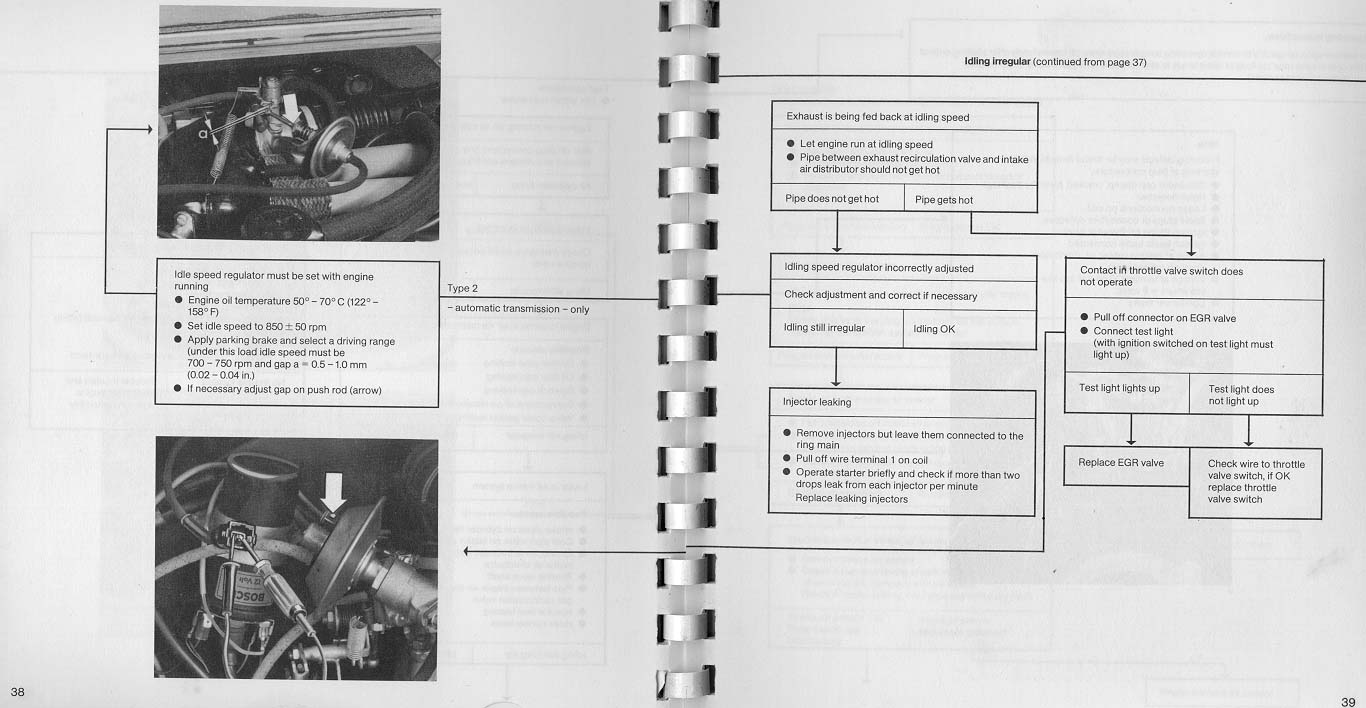 a
Idle speed regulator must be set with engine
running
● Engine oil temperature 50° – 70° C (122° –
158° F)
● Set idle speed to 850 ± 50 rpm
● Apply parking brake and select a driving range
(under this load idle speed must be
700 – 750 rpm and gap a = 0.5 – 1.0 mm
(0.02 – 0.04 in.)
● If necessary adjust gap on push rod (arrow)
Type 2
– automatic transmission – only
BOSC
12 Volt
38
Idling irregular (continued from page 37)
Exhaust is being fed back at idling speed
● Let engine run at idling speed
● Pipe between exhaust recirculation valve and intake
air distributor should not get hot
Pipe does not get hot
Pipe gets hot
Idling speed regulator incorrectly adjusted
Check adjustment and correct if necessary
Idling still irregular
Idling OK
Injector leaking
● Remove injectors but leave them connected to the
ring main
● Pull off wire terminal 1 on coil
● Operate starter briefly and check if more than two
drops leak from each injector per minute
Replace leaking injectors
Contact in throttle valve switch does
not operate
● Pull off connector on EGR valve
● Connect test light
(with ignition switched on test light must
light up)
Test light lights up
Test light does
not light up
Replace EGR valve
Check wire to throttle
valve switch, if OK
replace throttle
valve switch
39